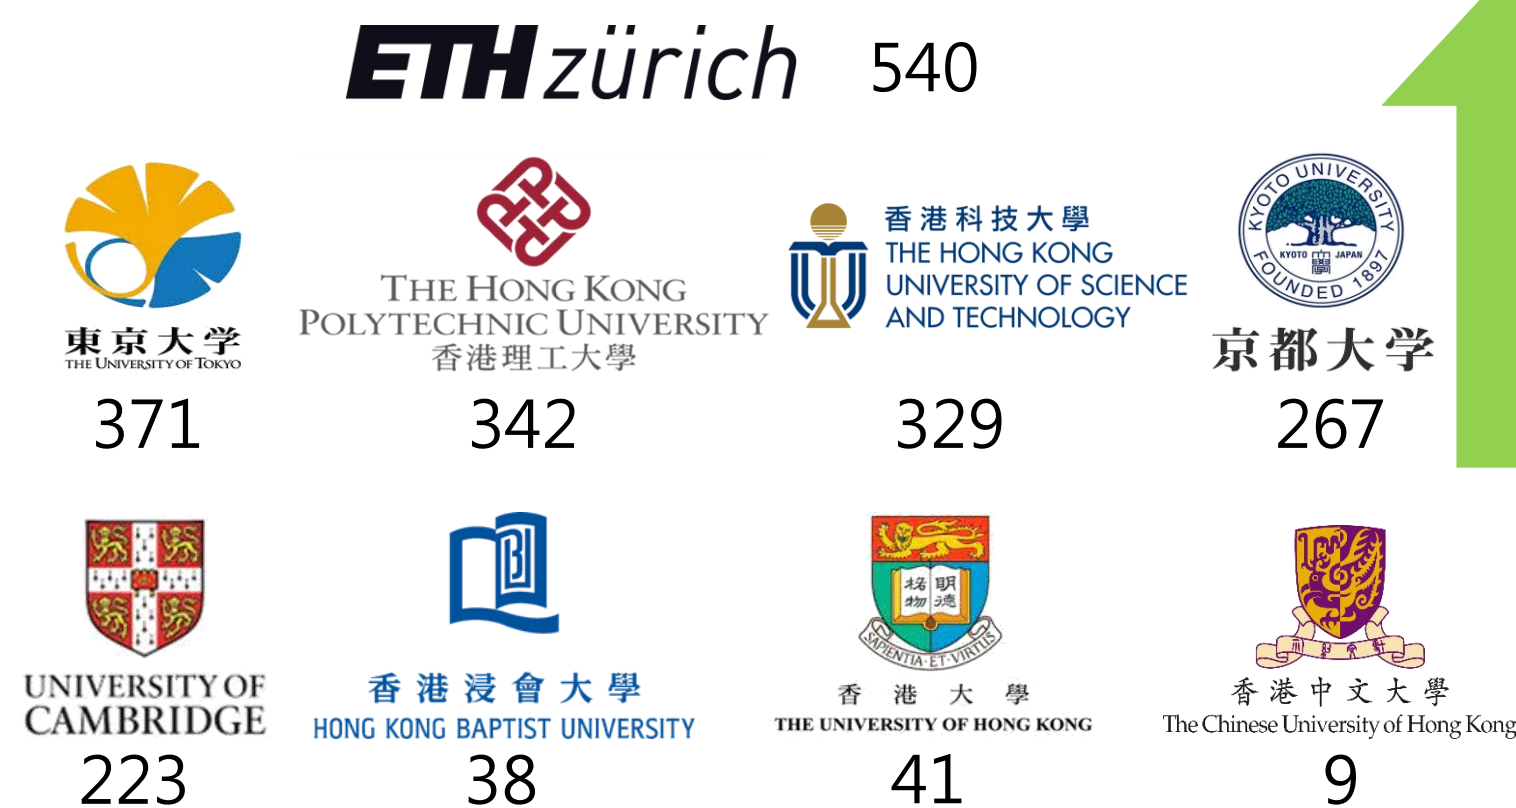 ETH zürich 540
東京大学
THE UNIVERSITY OF TOKYO
371
THE HONG KONG
POLYTECHNIC UNIVERSITY
香港理工大學
342
香港科技大學
THE HONG KONG
UNIVERSITY OF SCIENCE
AND TECHNOLOGY
329
KYOTO UNIVERSITY
KYOTO JAPAN
FOUNDED 1897
京都大学
267
UNIVERSITY OF
CAMBRIDGE
223
香港浸會大學
HONG KONG BAPTIST UNIVERSITY
38
明德
格物
SAPIENTIA·ET·VIRTUS
香港大學
THE UNIVERSITY OF HONG KONG
41
香港中文大學
The Chinese University of Hong Kong
9